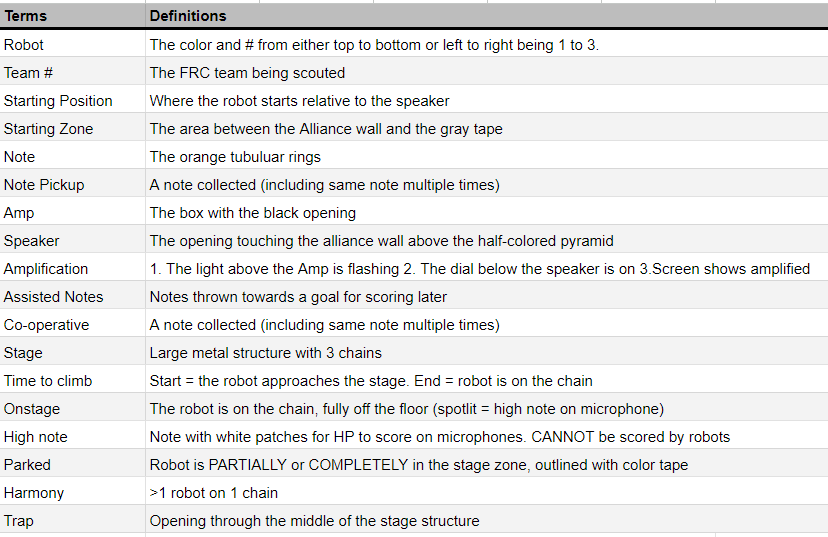 Terms Definitions
Robot The color and # from either top to bottom or left to right being 1 to 3.
Team # The FRC team being scouted
Starting Position Where the robot starts relative to the speaker
Starting Zone The area between the Alliance wall and the gray tape
Note The orange tubuluar rings
Note Pickup A note collected (including same note multiple times)
Amp The box with the black opening
Speaker The opening touching the alliance wall above the half-colored pyramid
Amplification 1. The light above the Amp is flashing 2. The dial below the speaker is on 3.Screen shows amplified
Assisted Notes Notes thrown towards a goal for scoring later
Co-operative A note collected (including same note multiple times)
Stage Large metal structure with 3 chains
Time to climb Start = the robot approaches the stage. End = robot is on the chain
Onstage The robot is on the chain, fully off the floor (spotlit = high note on microphone)
High note Note with white patches for HP to score on microphones. CANNOT be scored by robots
Parked Robot is PARTIALLY or COMPLETELY in the stage zone, outlined with color tape
Harmony >1 robot on 1 chain
Trap Opening through the middle of the stage structure